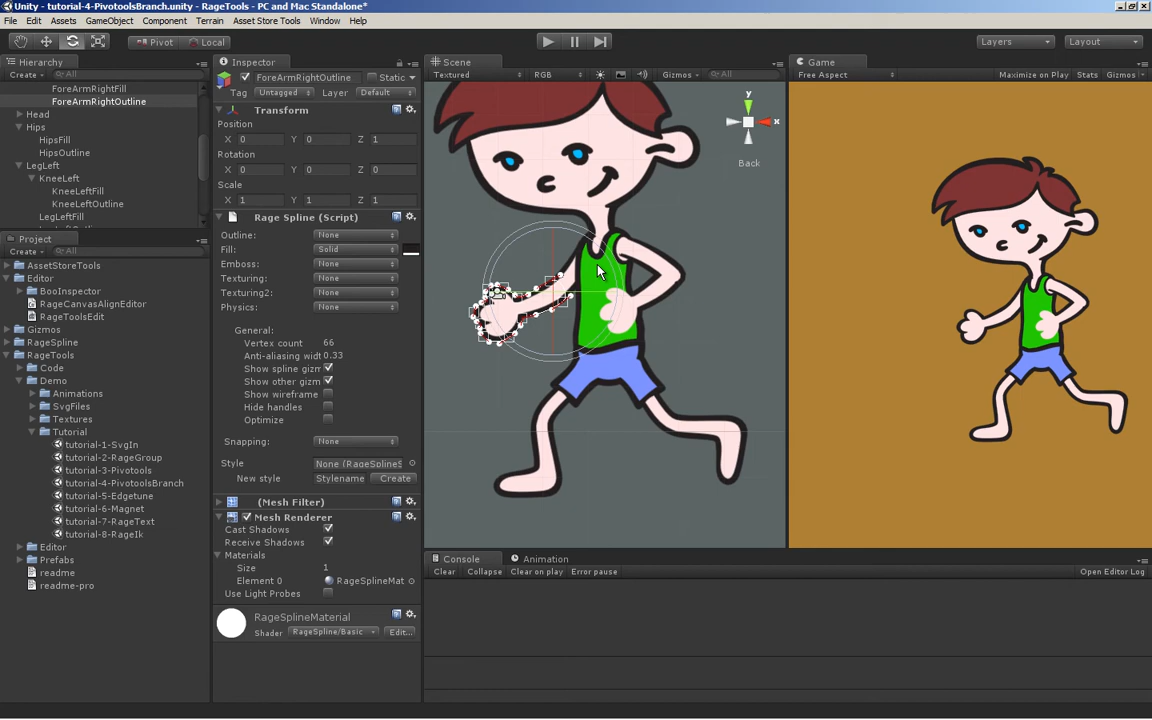 Unity - tutorial-4-PivotoolsBranch.unity - RageTools - PC and Mac Standalone*
File Edit Assets GameObject Component Terrain Asset Store Tools Window Help
Pivot Local Layers Layout
Hierarchy
Create All
ForeArmRightFill
ForeArmRightOutline
Head
Hips
HipsFill
HipsOutline
LegLeft
KneeLeft
KneeLeftFill
KneeLeftOutline
LegLeftFill
Project
Create All
AssetStoreTools
Editor
BooInspector
RageCanvasAlignEditor
RageToolsEdit
Gizmos
RageSpline
RageTools
Code
Demo
Animations
SvgFiles
Textures
Tutorial
tutorial-1-SvgIn
tutorial-2-RageGroup
tutorial-3-Pivotools
tutorial-4-PivotoolsBranch
tutorial-5-Edgetune
tutorial-6-Magnet
tutorial-7-RageText
tutorial-8-RageIk
Editor
Prefabs
readme
readme-pro
Inspector
ForeArmRightOutline Static
Tag Untagged Layer Default
Transform
Position
X 0 Y 0 Z 1
Rotation
X 0 Y 0 Z 0
Scale
X 1 Y 1 Z 1
Rage Spline (Script)
Outline: None
Fill: Solid
Emboss: None
Texturing: None
Texturing2: None
Physics: None
General:
Vertex count 66
Anti-aliasing widt 0.33
Show spline gizm
Show other gizm
Show wireframe
Hide handles
Optimize
Snapping: None
Style None (RageSplineS
New style Stylename Create
(Mesh Filter)
Mesh Renderer
Cast Shadows
Receive Shadows
Materials
Size 1
Element 0 RageSplineMat
Use Light Probes
RageSplineMaterial
Shader RageSpline/Basic Edit...
Scene
Textured RGB Gizmos All
y
x
Back
Game
Free Aspect Maximize on Play Stats Gizmos
Console Animation
Clear Collapse Clear on play Error pause Open Editor Log